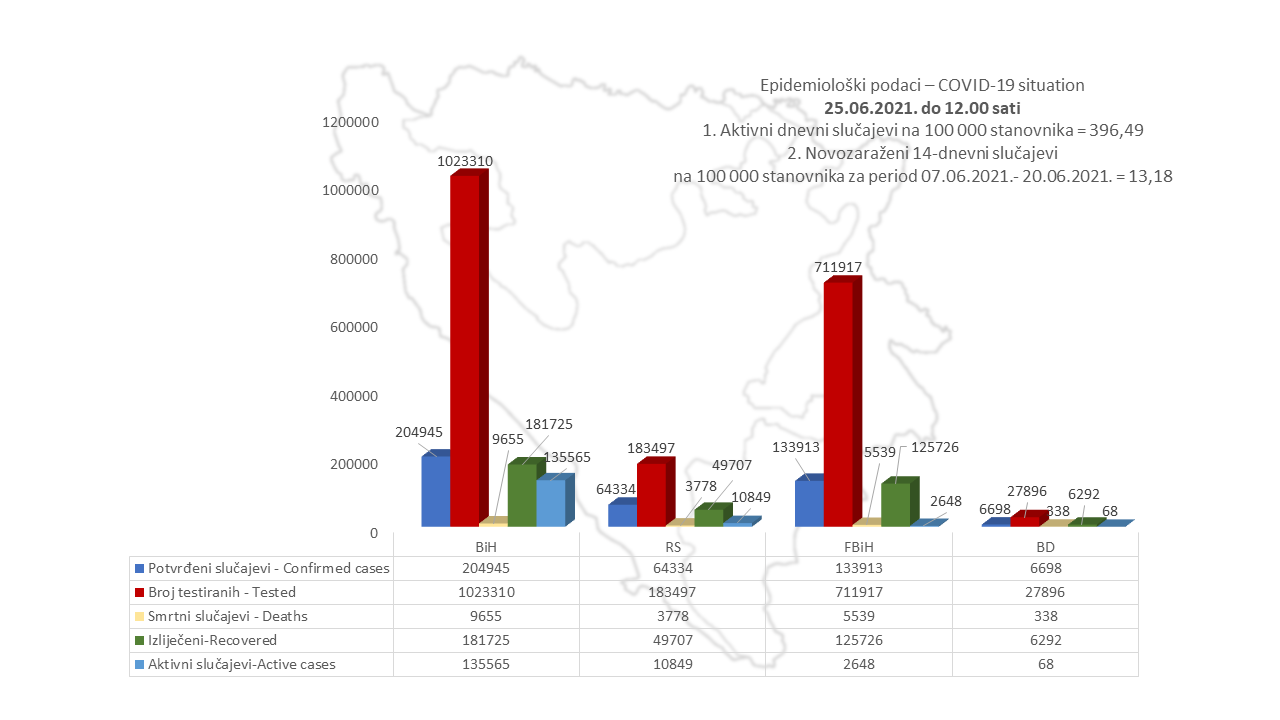 Epidemiološki podaci – COVID-19 situation
25.06.2021. do 12.00 sati
1. Aktivni dnevni slučajevi na 100 000 stanovnika = 396,49
2. Novozaraženi 14-dnevni slučajevi
na 100 000 stanovnika za period 07.06.2021.- 20.06.2021. = 13,18
1200000
1000000
800000
600000
400000
200000
0
204945
1023310
9655
181725
135565
64334
183497
3778
49707
10849
133913
711917
5539
125726
2648
6698
27896
338
6292
68
BiH RS FBiH BD
Potvrđeni slučajevi - Confirmed cases 204945 64334 133913 6698
Broj testiranih - Tested 1023310 183497 711917 27896
Smrtni slučajevi - Deaths 9655 3778 5539 338
Izliječeni-Recovered 181725 49707 125726 6292
Aktivni slučajevi-Active cases 135565 10849 2648 68